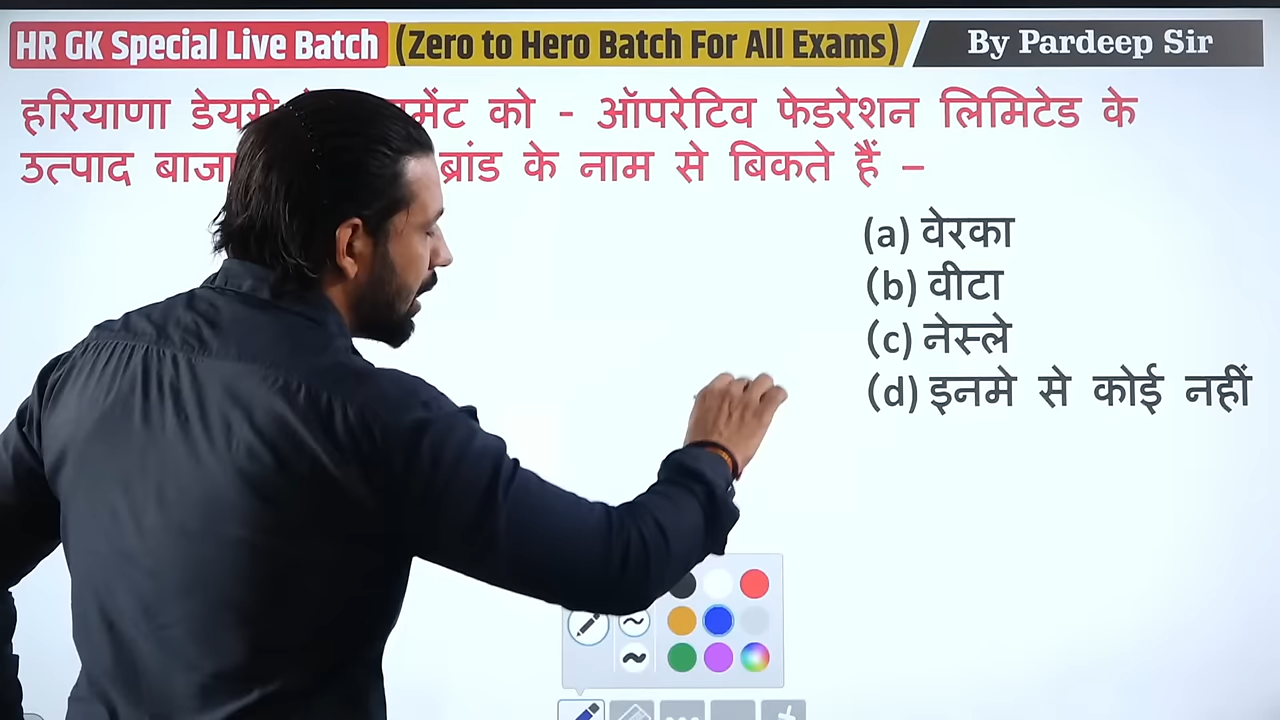 HR GK Special Live Batch (Zero to Hero Batch For All Exams) By Pardeep Sir
हरियाणा डेयरी को - ऑपरेटिव फेडरेशन लिमिटेड के
उत्पाद ब्रांड के नाम से बिकते हैं –
(a) वेरका
(b) वीटा
(c) नेस्ले
(d) इनमे से कोई नहीं